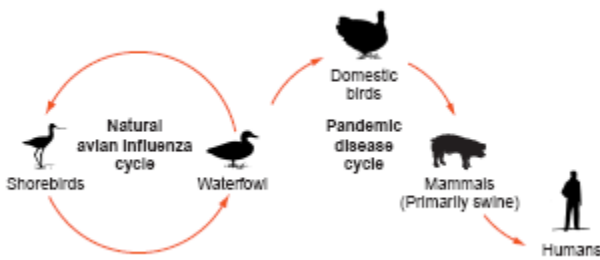 Domestic
birds
Natural
avian influenza
cycle
Pandemic
disease
cycle
Shorebirds
Waterfowl
Mammals
(Primarily swine)
Humans